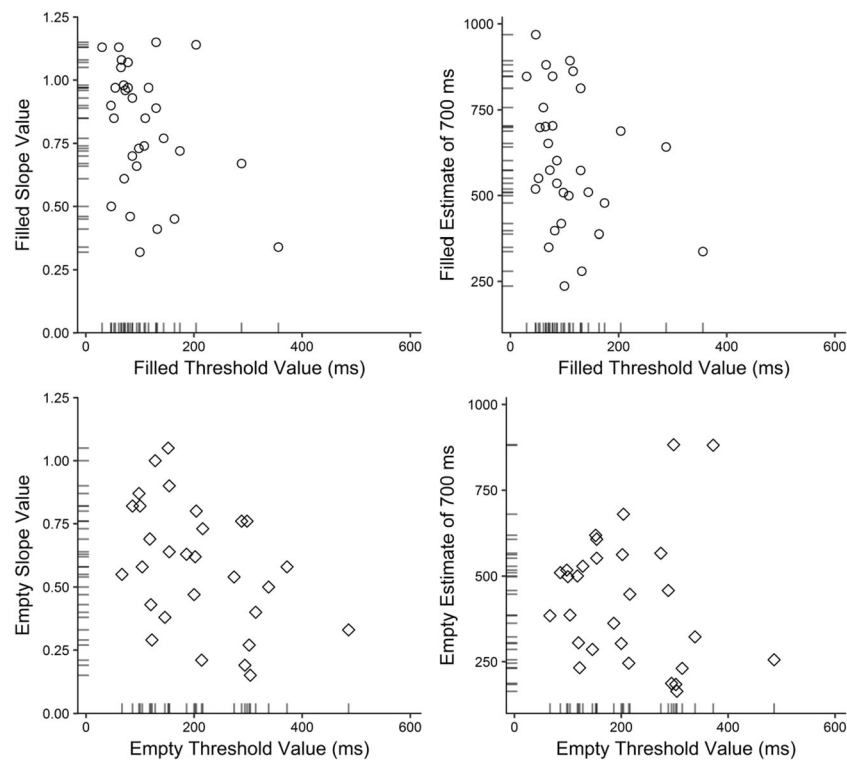 1.25
1.00
0.75
0.50
0.25
0.00
Filled Slope Value
0 200 400 600
Filled Threshold Value (ms)
1000
750
500
250
Filled Estimate of 700 ms
0 200 400 600
Filled Threshold Value (ms)
1.25
1.00
0.75
0.50
0.25
0.00
Empty Slope Value
0 200 400 600
Empty Threshold Value (ms)
1000
750
500
250
Empty Estimate of 700 ms
0 200 400 600
Empty Threshold Value (ms)